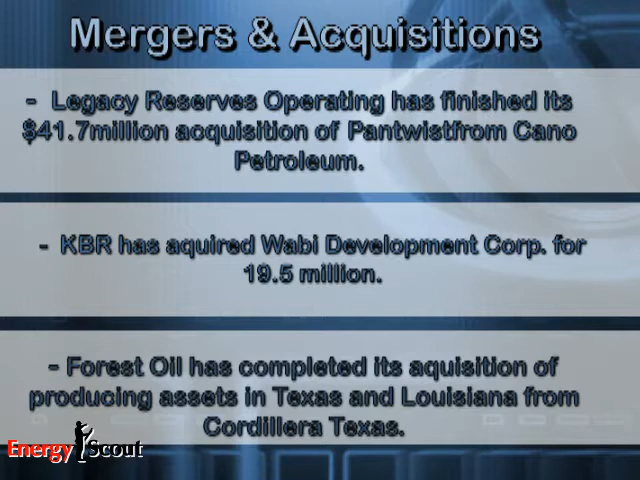 Mergers & Acquisitions
- Legacy Reserves Operating has finished its
$41.7million acquisition of Pantwistfrom Cano
Petroleum.
- KBR has aquired Wabi Development Corp. for
19.5 million.
- Forest Oil has completed its aquisition of
producing assets in Texas and Louisiana from
Cordillera Texas.
Energy Scout